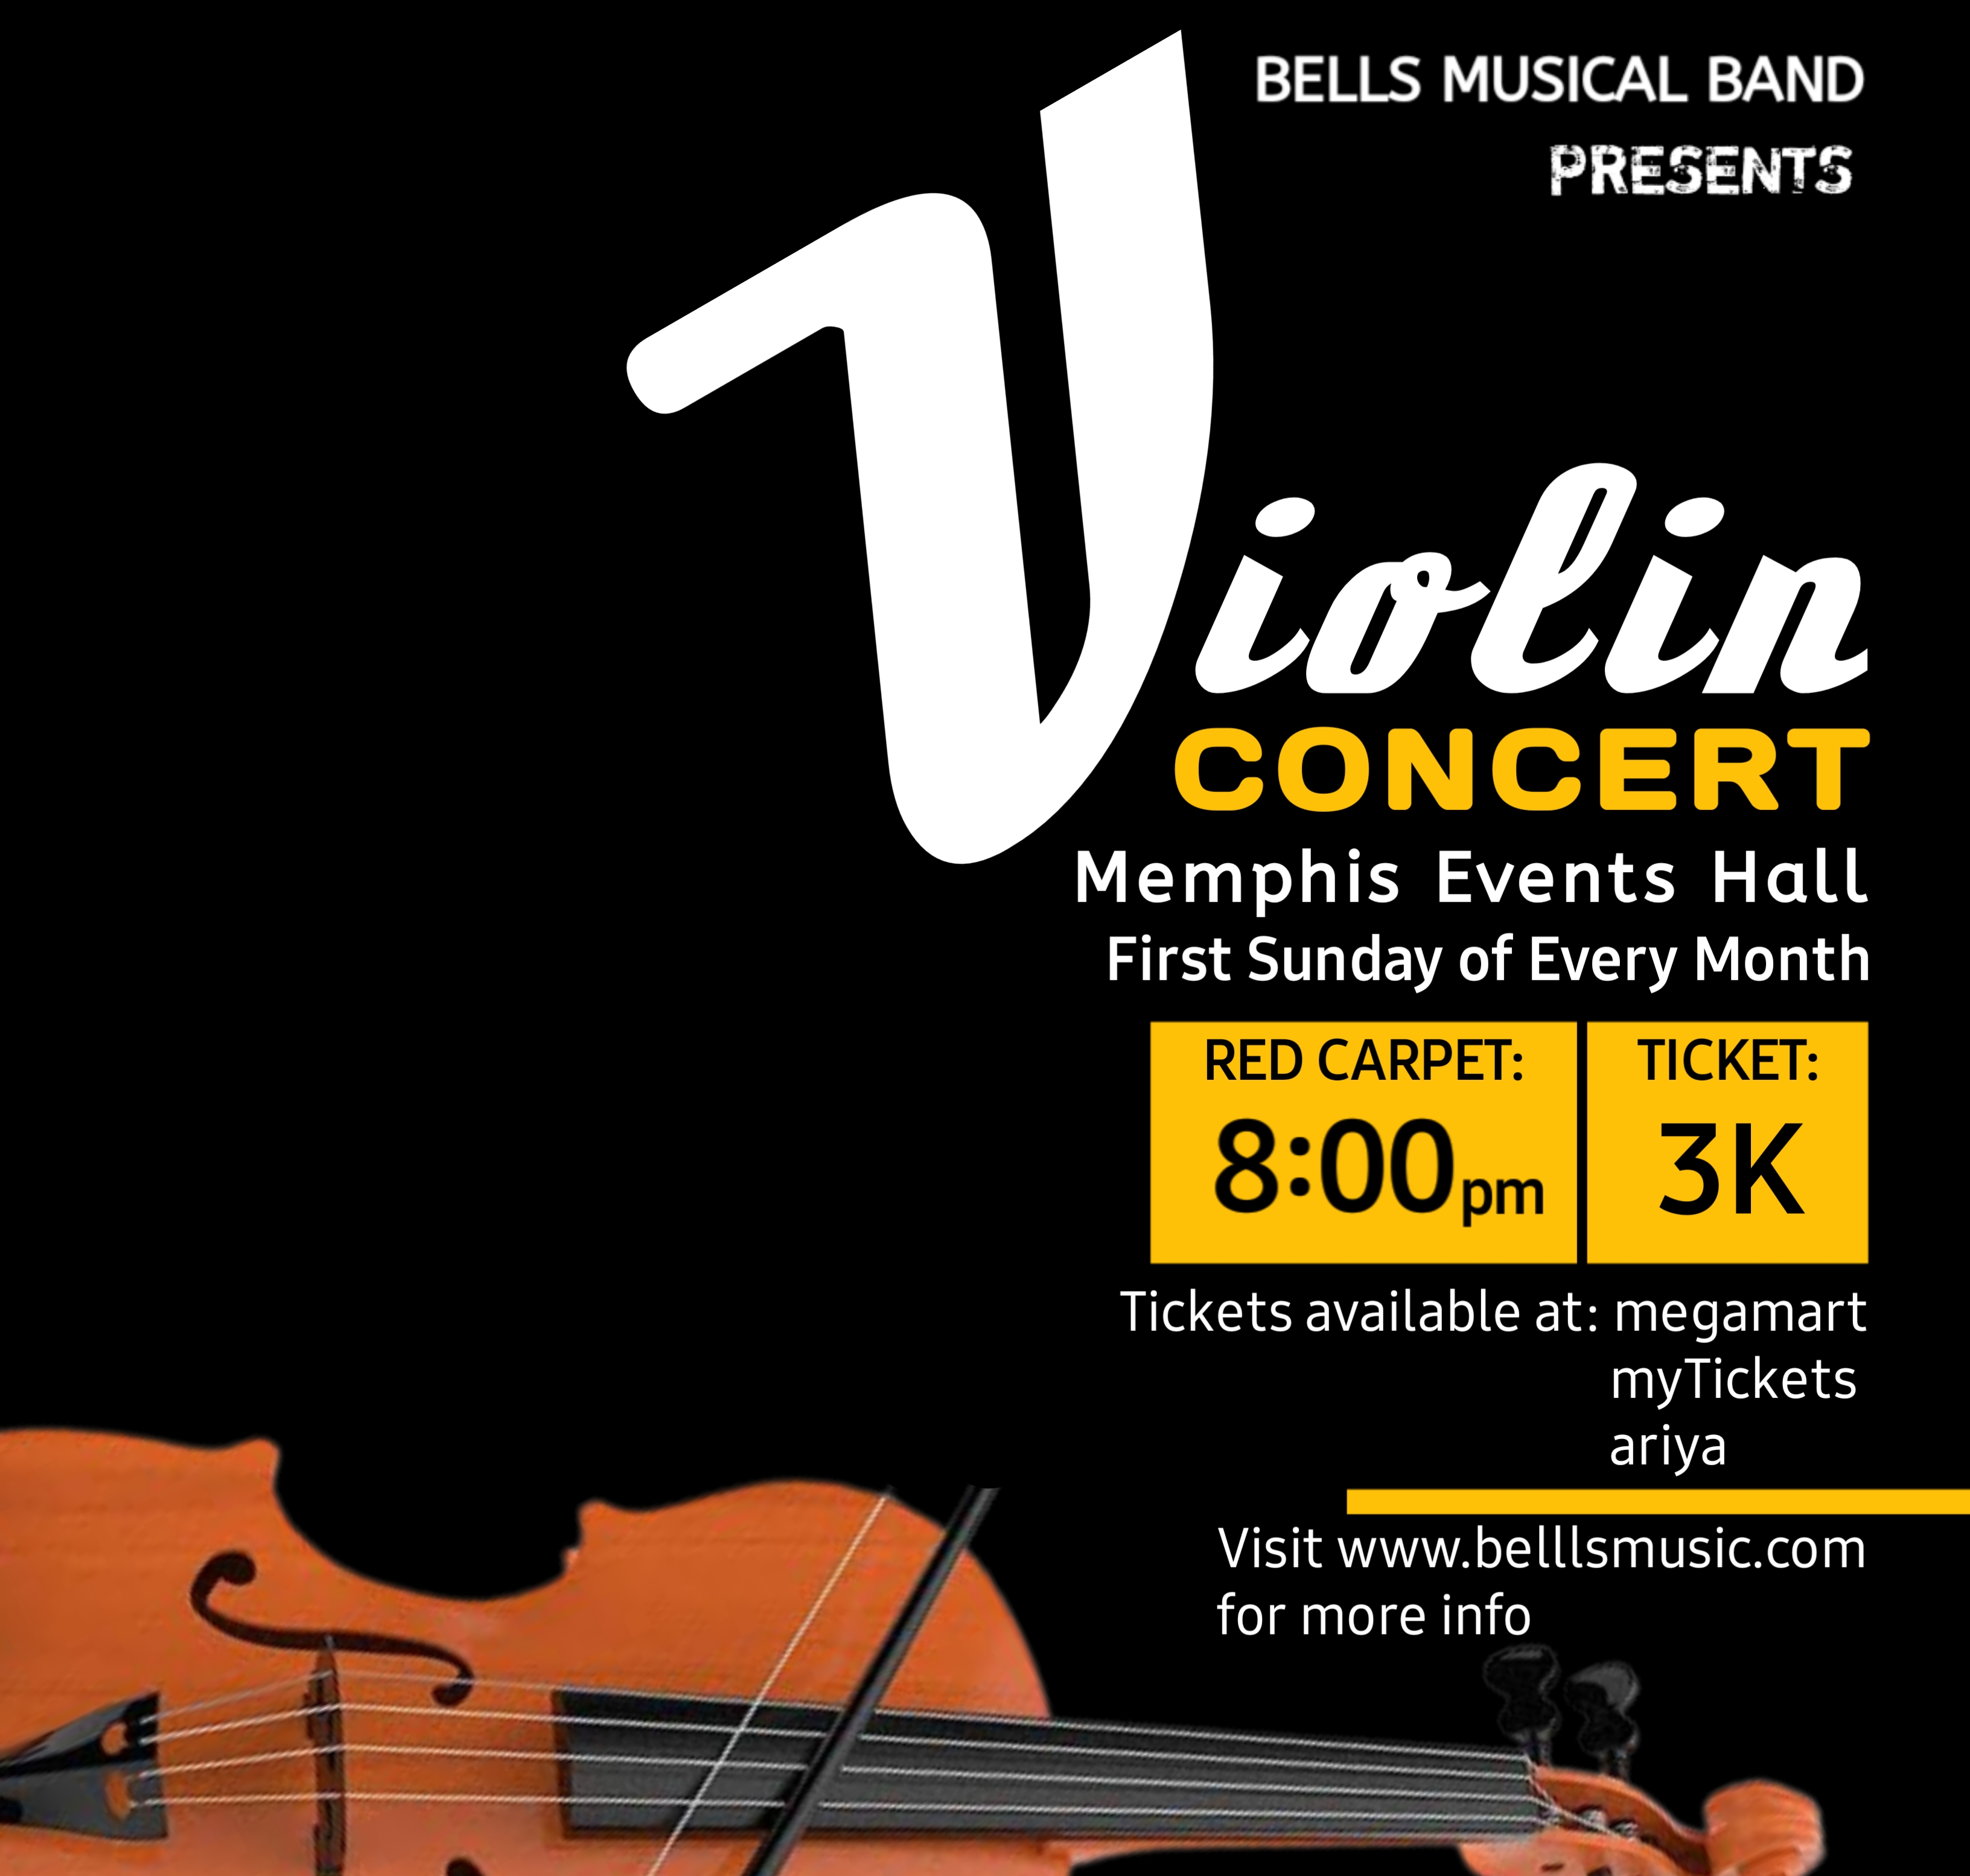 BELLS MUSICAL BAND
PRESENTS
Violin
CONCERT
Memphis Events Hall
First Sunday of Every Month
RED CARPET:
8:00pm
TICKET:
3K
Tickets available at: megamart
myTickets
ariya
Visit www.belllsmusic.com
for more info